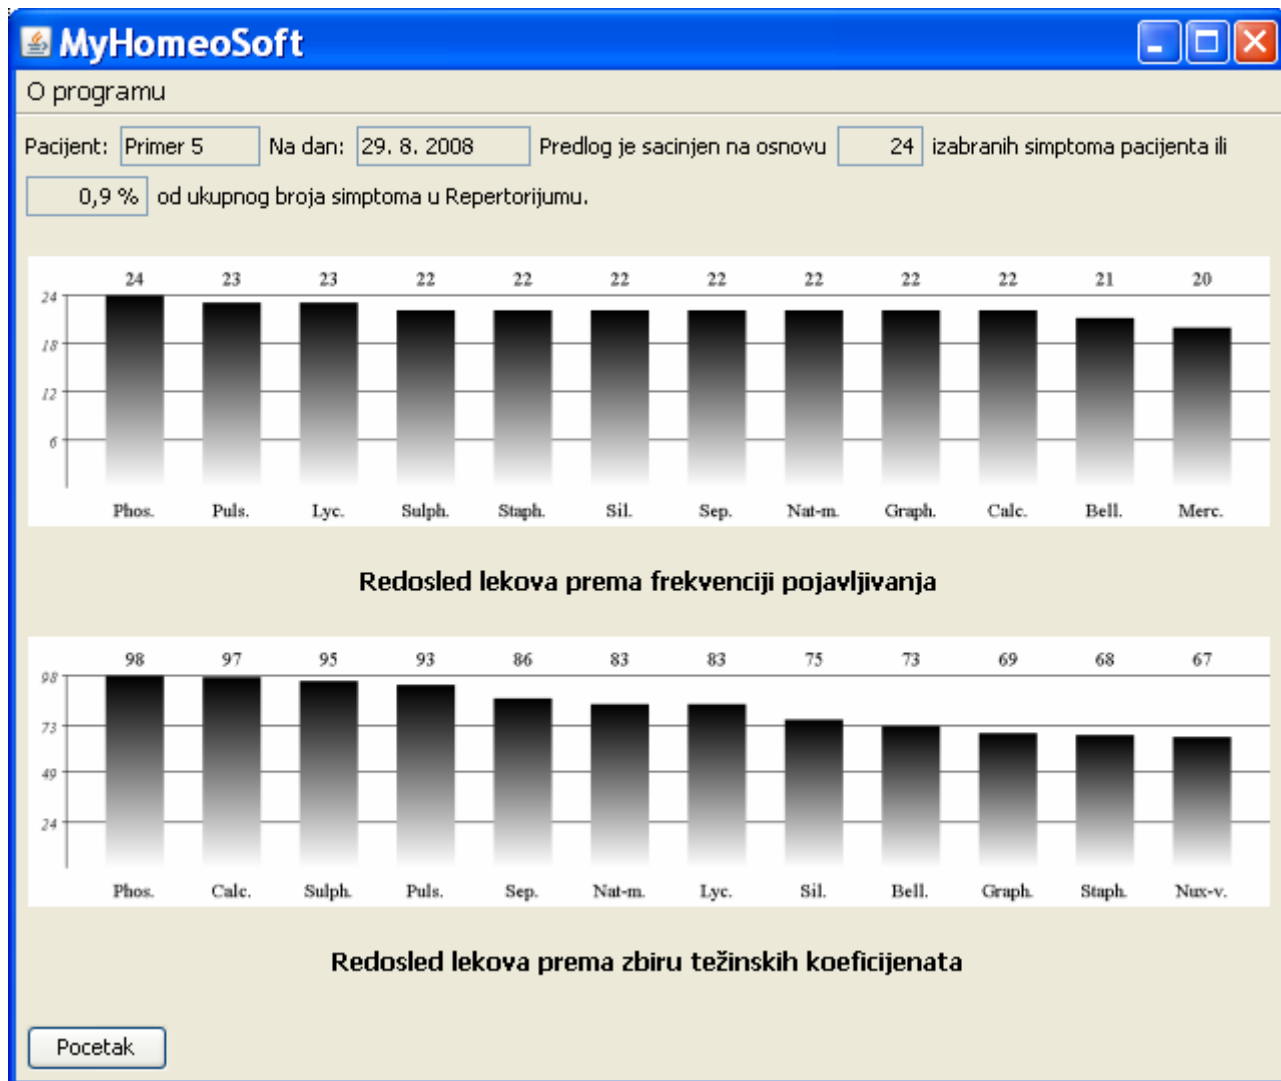 MyHomeoSoft
O programu
Pacijent: Primer 5 Na dan: 29. 8. 2008 Predlog je sacinjen na osnovu 24 izabranih simptoma pacijenta ili
0,9 % od ukupnog broja simptoma u Repertorijumu.
24 23 23 22 22 22 22 22 22 22 21 20
24
18
12
6
Phos. Puls. Lyc. Sulph. Staph. Sil. Sep. Nat-m. Graph. Calc. Bell. Merc.
Redosled lekova prema frekvenciji pojavljivanja
98 97 95 93 86 83 83 75 73 69 68 67
98
73
49
24
Phos. Calc. Sulph. Puls. Sep. Nat-m. Lyc. Sil. Bell. Graph. Staph. Nux-v.
Redosled lekova prema zbiru težinskih koeficijenata
Pocetak